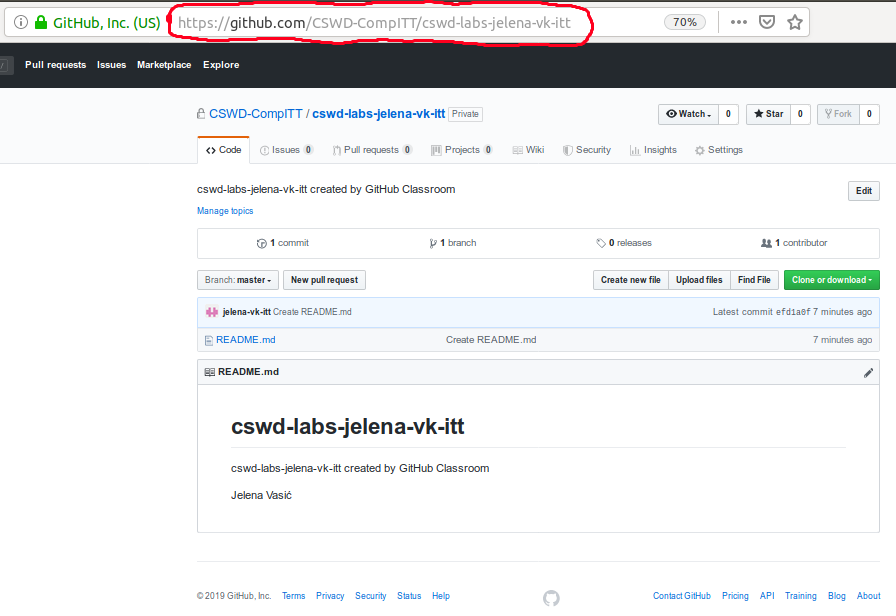 GitHub, Inc. (US) https://github.com/CSWD-CompITT/cswd-labs-jelena-vk-itt 70%
/ Pull requests Issues Marketplace Explore
CSWD-CompITT / cswd-labs-jelena-vk-itt Private Watch 0 Star 0 Fork 0
Code Issues 0 Pull requests 0 Projects 0 Wiki Security Insights Settings
cswd-labs-jelena-vk-itt created by GitHub Classroom Edit
Manage topics
1 commit 1 branch 0 releases 1 contributor
Branch: master New pull request Create new file Upload files Find File Clone or download
jelena-vk-itt Create README.md Latest commit efd1a0f 7 minutes ago
README.md Create README.md 7 minutes ago
README.md
cswd-labs-jelena-vk-itt
cswd-labs-jelena-vk-itt created by GitHub Classroom
Jelena Vasić
© 2019 GitHub, Inc. Terms Privacy Security Status Help Contact GitHub Pricing API Training Blog About